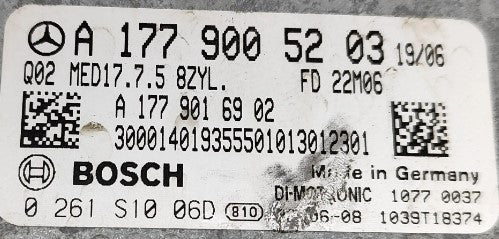 A 177 900 52 03 19/06
Q02 MED17.7.5 8ZYL. FD 22M06
A 177 901 69 02
300014019355501013012301
BOSCH Made in Germany
DI-MOTRONIC 1077 0037
0 261 S10 06D 810 06-08 1039T18374